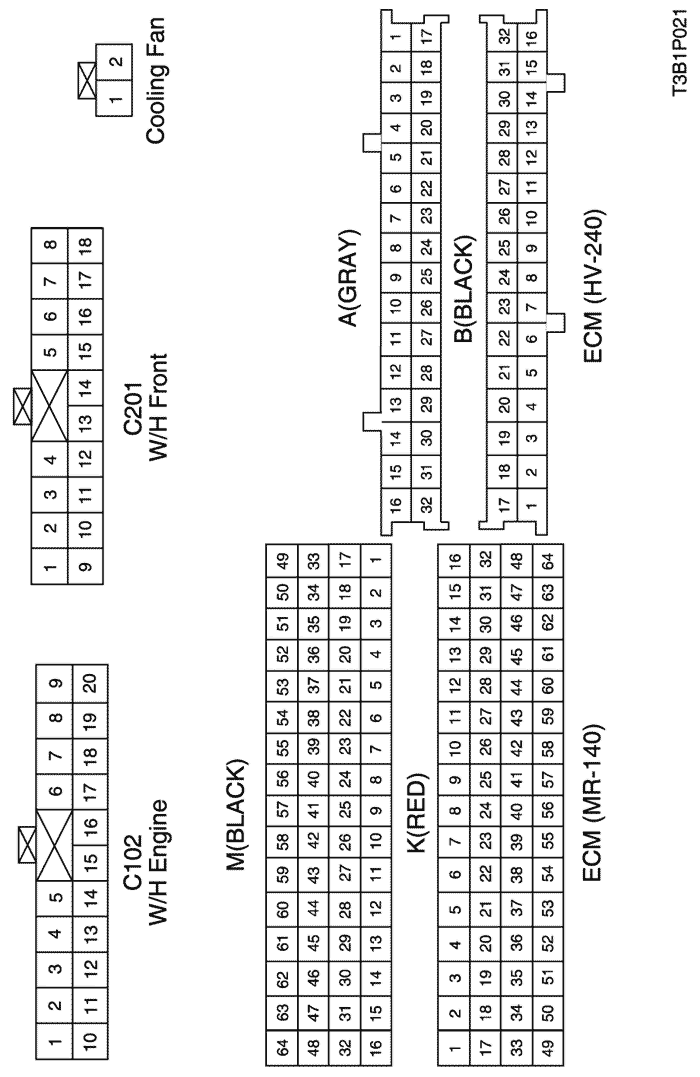 1 2 3 4 5 6 7 8 9
10 11 12 13 14 15 16 17 18 19 20
C102
W/H Engine
1 2 3 4 5 6 7 8
9 10 11 12 13 14 15 16 17 18
C201
W/H Front
1 2
Cooling Fan
M(BLACK)
64 63 62 61 60 59 58 57 56 55 54 53 52 51 50 49
48 47 46 45 44 43 42 41 40 39 38 37 36 35 34 33
32 31 30 29 28 27 26 25 24 23 22 21 20 19 18 17
16 15 14 13 12 11 10 9 8 7 6 5 4 3 2 1
K(RED)
1 2 3 4 5 6 7 8 9 10 11 12 13 14 15 16
17 18 19 20 21 22 23 24 25 26 27 28 29 30 31 32
33 34 35 36 37 38 39 40 41 42 43 44 45 46 47 48
49 50 51 52 53 54 55 56 57 58 59 60 61 62 63 64
ECM (MR-140)
A(GRAY)
16 15 14 13 12 11 10 9 8 7 6 5 4 3 2 1
32 31 30 29 28 27 26 25 24 23 22 21 20 19 18 17
B(BLACK)
17 18 19 20 21 22 23 24 25 26 27 28 29 30 31 32
1 2 3 4 5 6 7 8 9 10 11 12 13 14 15 16
ECM (HV-240)
T3B1P021